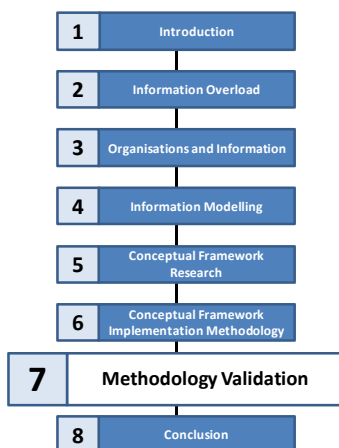 1 Introduction
2 Information Overload
3 Organisations and Information
4 Information Modelling
5 Conceptual Framework
Research
6 Conceptual Framework
Implementation Methodology
7 Methodology Validation
8 Conclusion